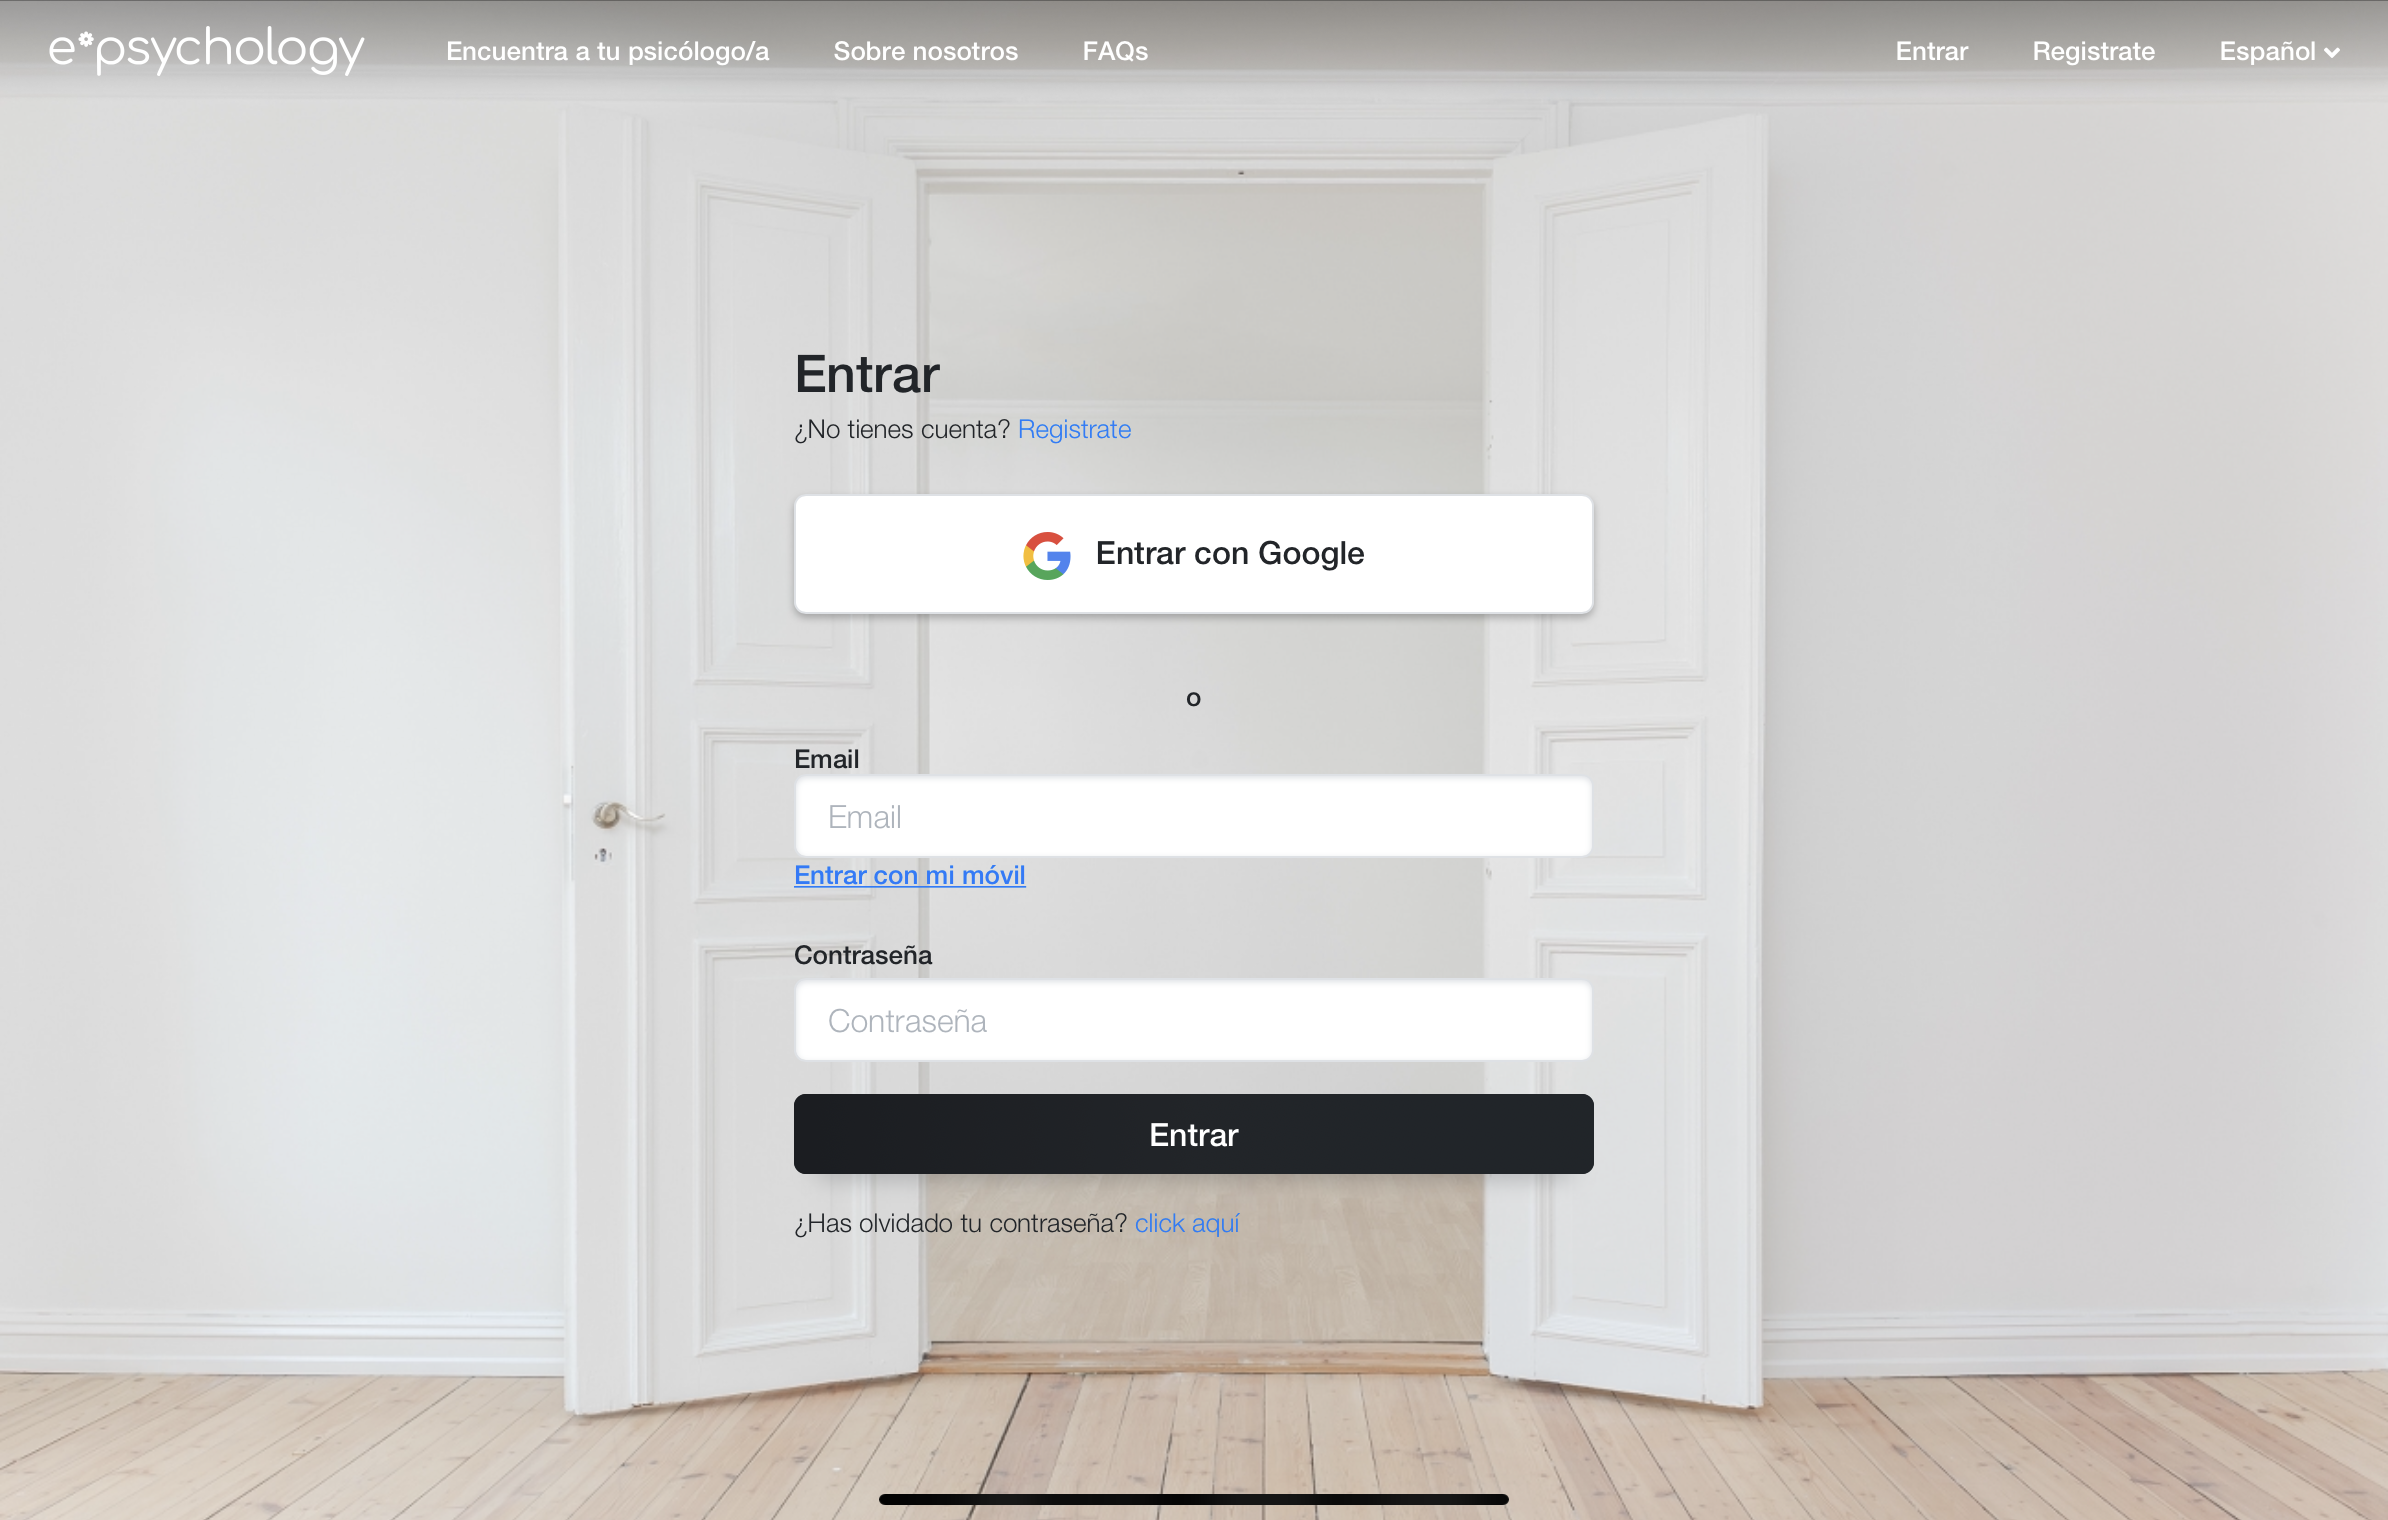 e*psychology
Encuentra a tu psicólogo/a
Sobre nosotros
FAQs
Entrar
Registrate
Español
Entrar
¿No tienes cuenta? Registrate
Entrar con Google
o
Email
Email
Entrar con mi móvil
Contraseña
Contraseña
Entrar
¿Has olvidado tu contraseña? click aquí